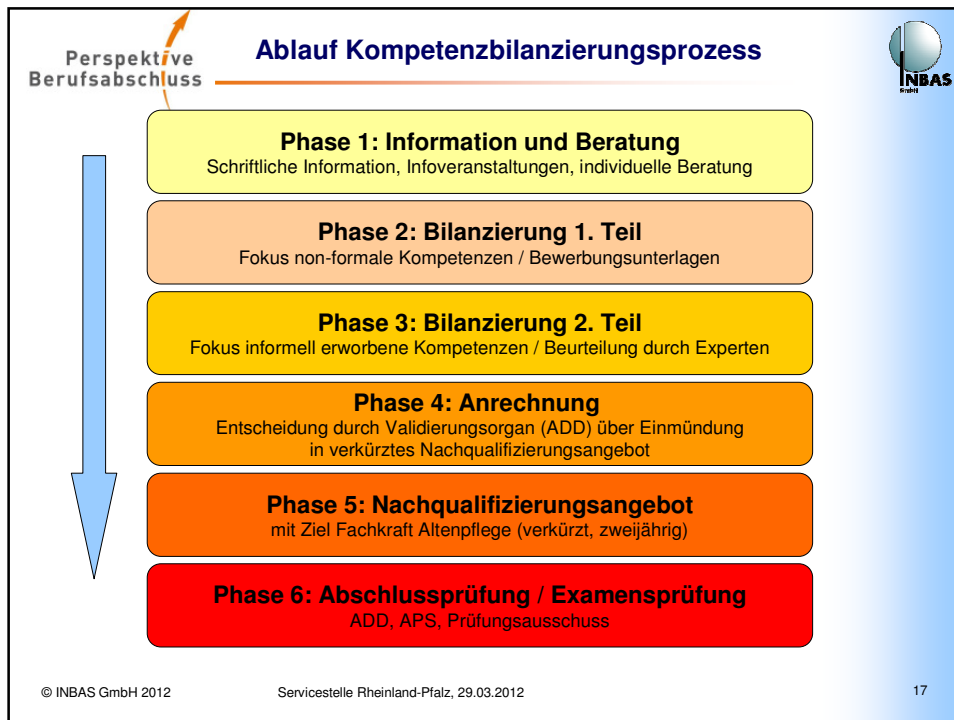 Perspektive
Berufsabschluss
Ablauf Kompetenzbilanzierungsprozess
INBAS
GmbH
Phase 1: Information und Beratung
Schriftliche Information, Infoveranstaltungen, individuelle Beratung
Phase 2: Bilanzierung 1. Teil
Fokus non-formale Kompetenzen / Bewerbungsunterlagen
Phase 3: Bilanzierung 2. Teil
Fokus informell erworbene Kompetenzen / Beurteilung durch Experten
Phase 4: Anrechnung
Entscheidung durch Validierungsorgan (ADD) über Einmündung
in verkürztes Nachqualifizierungsangebot
Phase 5: Nachqualifizierungsangebot
mit Ziel Fachkraft Altenpflege (verkürzt, zweijährig)
Phase 6: Abschlussprüfung / Examensprüfung
ADD, APS, Prüfungsausschuss
© INBAS GmbH 2012
Servicestelle Rheinland-Pfalz, 29.03.2012
17